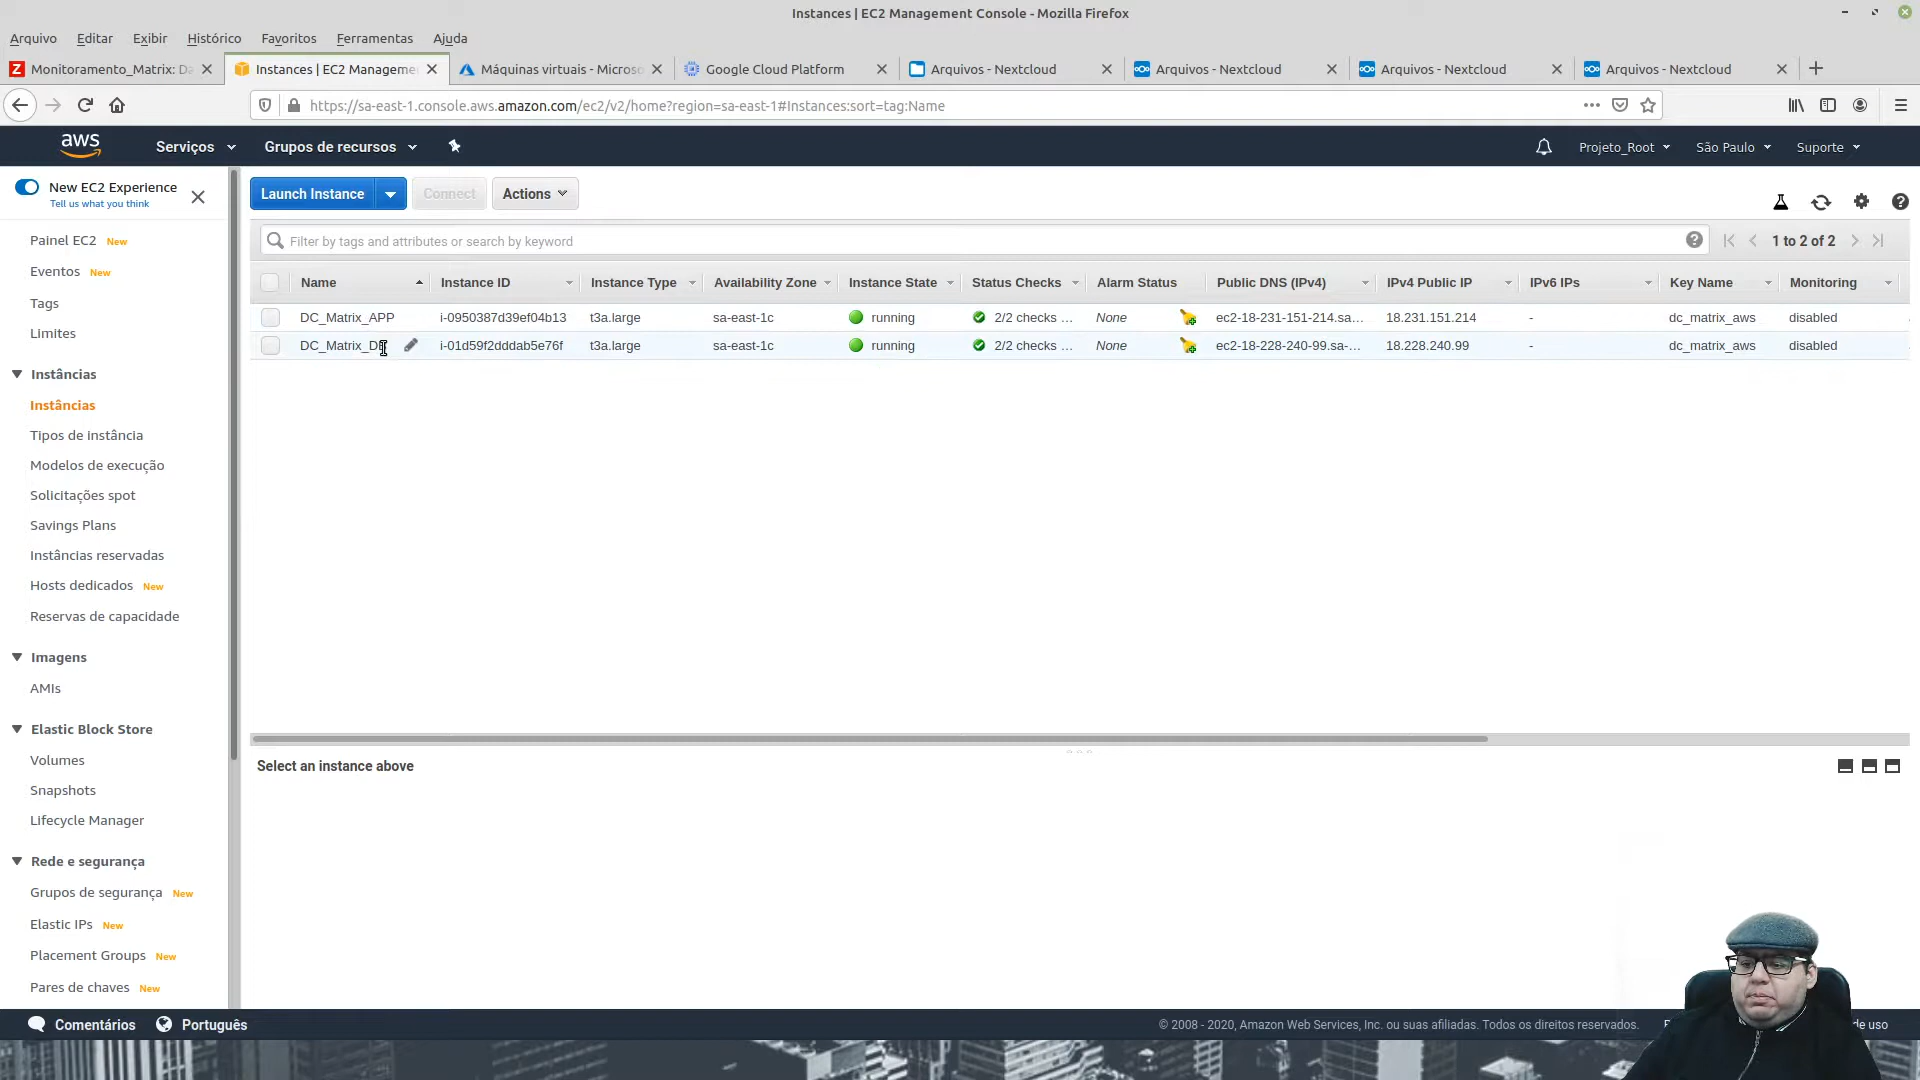 Instances | EC2 Management Console - Mozilla Firefox
Arquivo Editar Exibir Histórico Favoritos Ferramentas Ajuda
Z Monitoramento_Matrix: Da
Instances | EC2 Manageme
Máquinas virtuais - Microso
Google Cloud Platform
Arquivos - Nextcloud
Arquivos - Nextcloud
Arquivos - Nextcloud
Arquivos - Nextcloud
https://sa-east-1.console.aws.amazon.com/ec2/v2/home?region=sa-east-1#Instances:sort=tag:Name
aws Serviços Grupos de recursos Projeto_Root São Paulo Suporte
New EC2 Experience
Tell us what you think
Painel EC2 New
Eventos New
Tags
Limites
Instâncias
Instâncias
Tipos de instância
Modelos de execução
Solicitações spot
Savings Plans
Instâncias reservadas
Hosts dedicados New
Reservas de capacidade
Imagens
AMIs
Elastic Block Store
Volumes
Snapshots
Lifecycle Manager
Rede e segurança
Grupos de segurança New
Elastic IPs New
Placement Groups New
Pares de chaves New
Launch Instance Connect Actions
Filter by tags and attributes or search by keyword
1 to 2 of 2
Name Instance ID Instance Type Availability Zone Instance State Status Checks Alarm Status Public DNS (IPv4) IPv4 Public IP IPv6 IPs Key Name Monitoring
DC_Matrix_APP i-0950387d39ef04b13 t3a.large sa-east-1c running 2/2 checks ... None ec2-18-231-151-214.sa... 18.231.151.214 - dc_matrix_aws disabled
i-01d59f2dddab5e76f t3a.large sa-east-1c running 2/2 checks ... None ec2-18-228-240-99.sa-... 18.228.240.99 - dc_matrix_aws disabled
Select an instance above
Comentários Português
© 2008 - 2020, Amazon Web Services, Inc. ou suas afiliadas. Todos os direitos reservados.
de uso